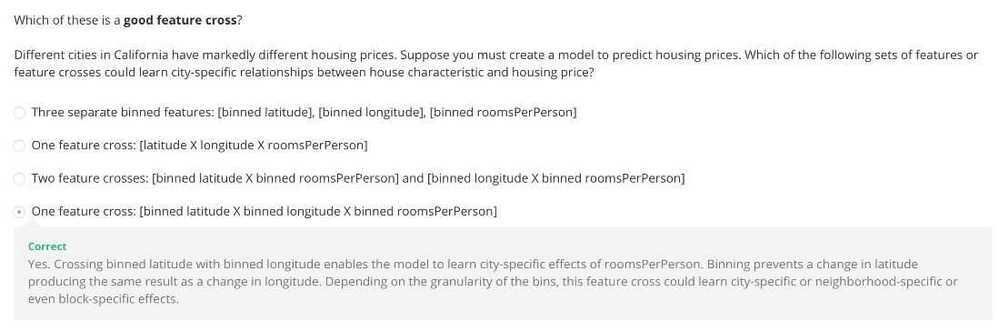 Which of these is a good feature cross?
Different cities in California have markedly different housing prices. Suppose you must create a model to predict housing prices. Which of the following sets of features or
feature crosses could learn city-specific relationships between house characteristic and housing price?
Three separate binned features: [binned latitude], [binned longitude], [binned roomsPerPerson]
One feature cross: [latitude X longitude X roomsPerPerson]
Two feature crosses: [binned latitude X binned roomsPerPerson] and [binned longitude X binned roomsPerPerson]
One feature cross: [binned latitude X binned longitude X binned roomsPerPerson]
Correct
Yes. Crossing binned latitude with binned longitude enables the model to learn city-specific effects of roomsPerPerson. Binning prevents a change in latitude
producing the same result as a change in longitude. Depending on the granularity of the bins, this feature cross could learn city-specific or neighborhood-specific or
even block-specific effects.